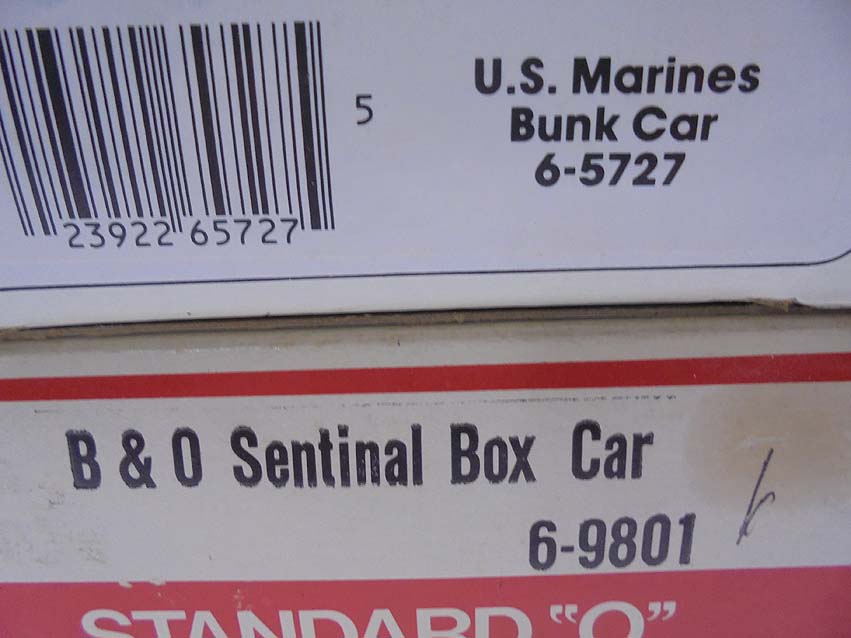 U.S. Marines
Bunk Car
6-5727
5
23922 65727
B & O Sentinal Box Car
6-9801
STANDARD “O”